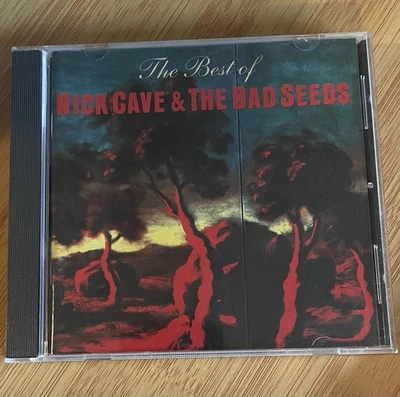 The Best of
NICK CAVE & THE BAD SEEDS